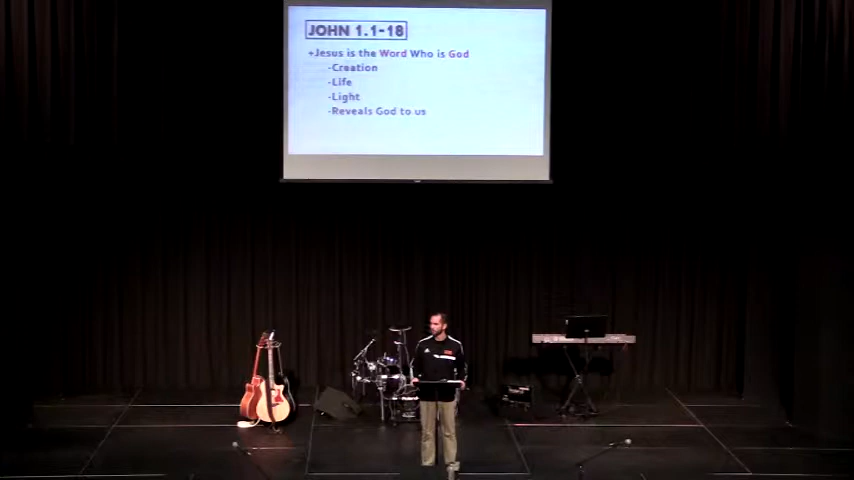 JOHN 1.1-18
+Jesus is the Word Who is God
-Creation
-Life
-Light
-Reveals God to us